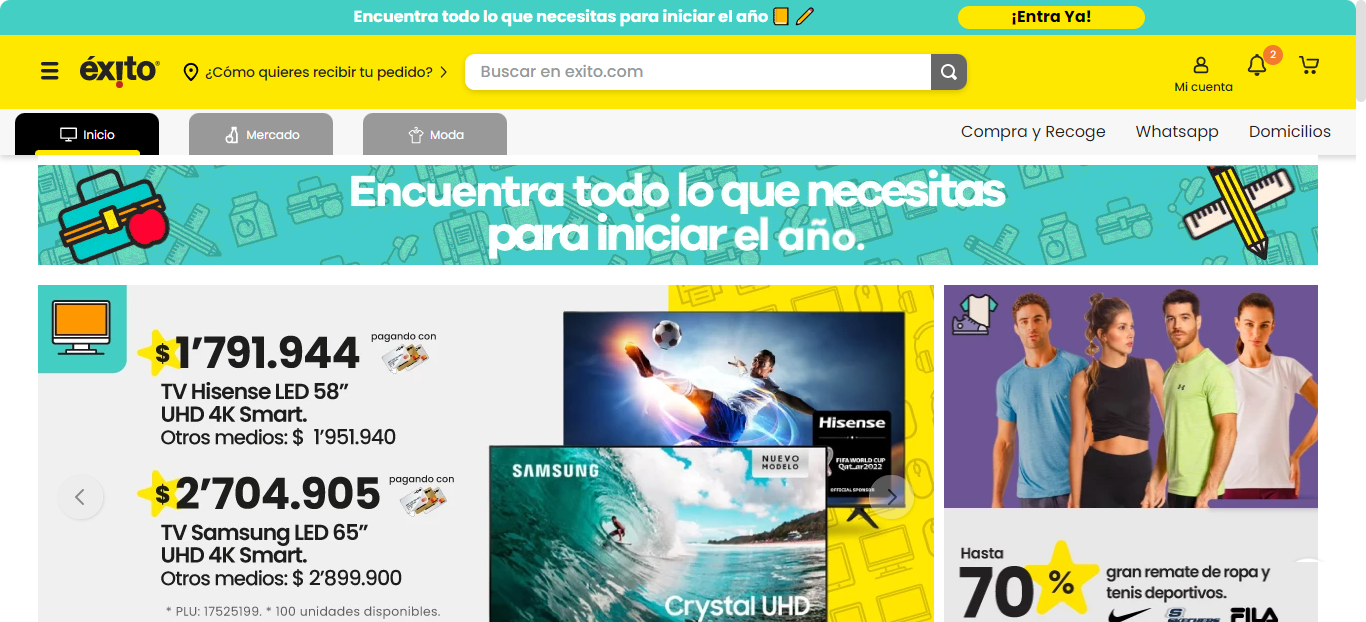 Encuentra todo lo que necesitas para iniciar el año
¡Entra Ya!
éxito
¿Cómo quieres recibir tu pedido?
Buscar en exito.com
Mi cuenta
2
Inicio
Mercado
Moda
Compra y Recoge
Whatsapp
Domicilios
Encuentra todo lo que necesitas
para iniciar el año.
$1’791.944
pagando con
TV Hisense LED 58”
UHD 4K Smart.
Otros medios: $ 1’951.940
$2’704.905
pagando con
TV Samsung LED 65”
UHD 4K Smart.
Otros medios: $ 2’899.900
* PLU: 17525199. * 100 unidades disponibles.
Hisense
FIFA WORLD CUP
Qatar2022
OFFICIAL SPONSOR
SAMSUNG
NUEVO
MODELO
Crystal UHD
Hasta
70%
gran remate de ropa y
tenis deportivos.
SKECHERS
FILA